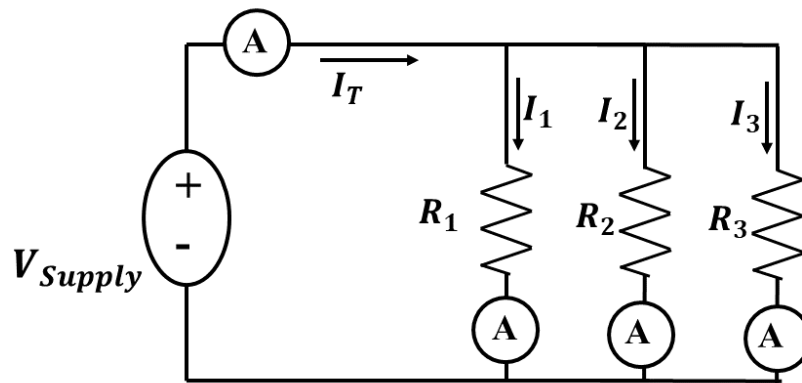 A
I_T
I_1
I_2
I_3
+
-
V_Supply
R_1
R_2
R_3
A
A
A